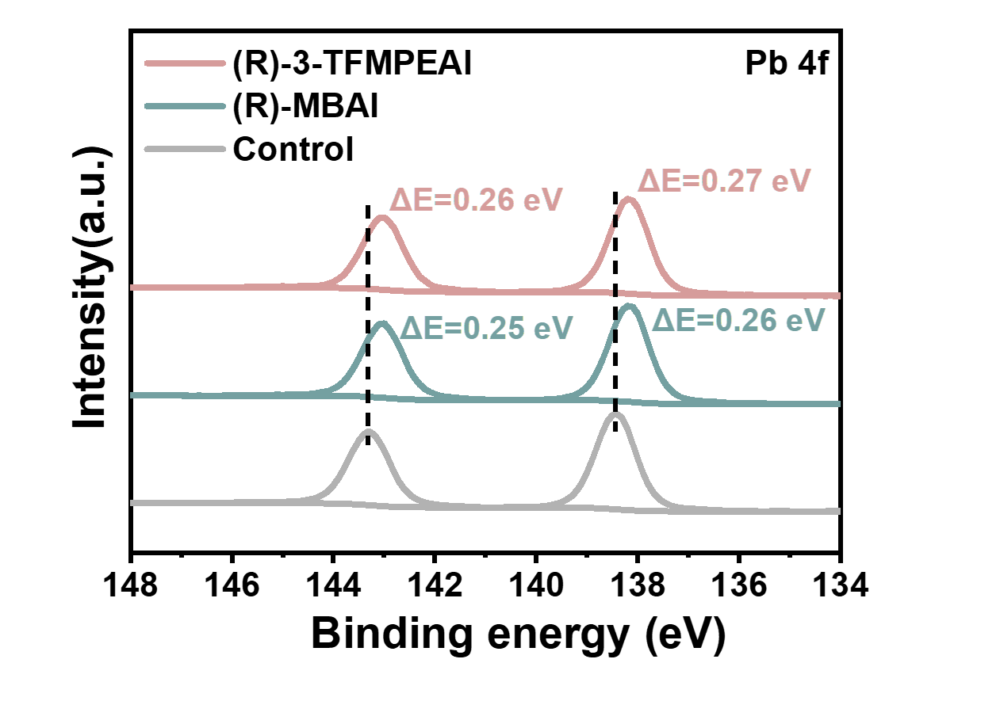 (R)-3-TFMPEAI
Pb 4f
(R)-MBAI
Control
ΔE=0.26 eV
ΔE=0.27 eV
ΔE=0.25 eV
ΔE=0.26 eV
Intensity(a.u.)
148 146 144 142 140 138 136 134
Binding energy (eV)